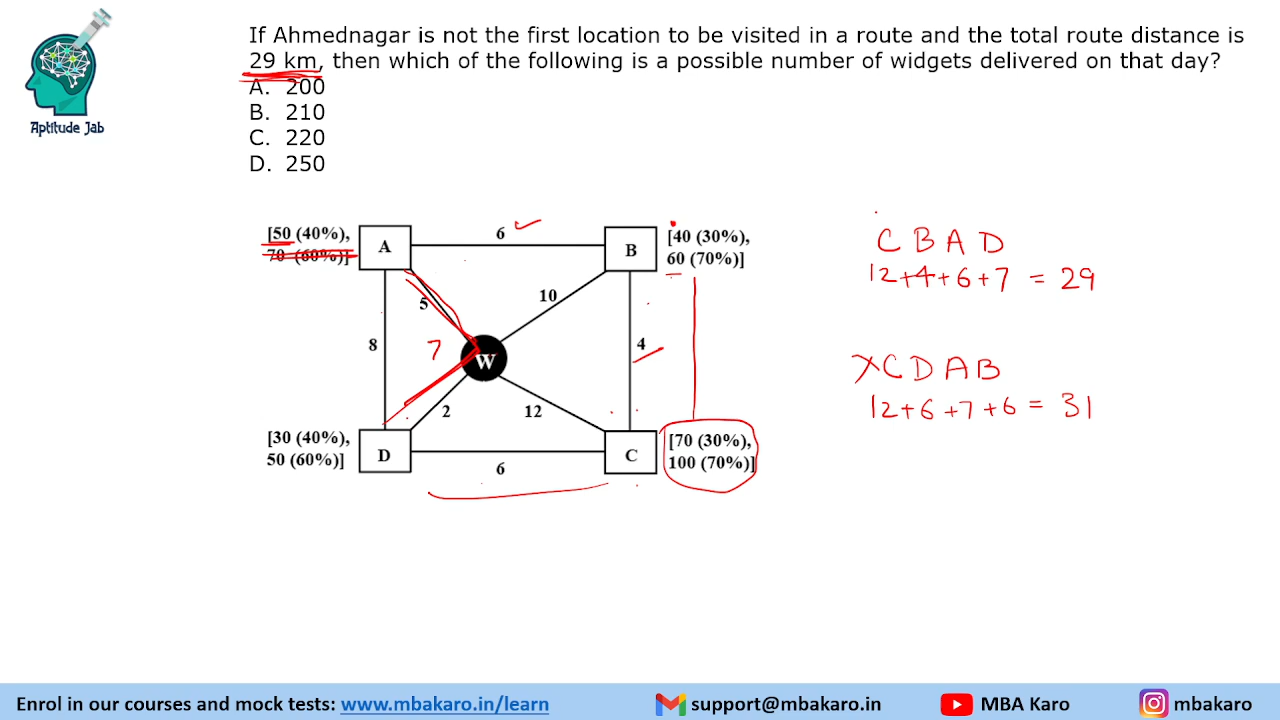 If Ahmednagar is not the first location to be visited in a route and the total route distance is
29 km, then which of the following is a possible number of widgets delivered on that day?
A. 200
B. 210
C. 220
D. 250
Aptitude Jab
[50 (40%),
70 (60%)]
A
6
B
[40 (30%),
60 (70%)]
5
10
8
7
W
4
2
12
[30 (40%),
50 (60%)]
D
6
C
[70 (30%),
100 (70%)]
C B A D
12+4+6+7 = 29
X C D A B
12+6+7+6 = 31
Enrol in our courses and mock tests: www.mbakaro.in/learn
support@mbakaro.in
MBA Karo
mbakaro